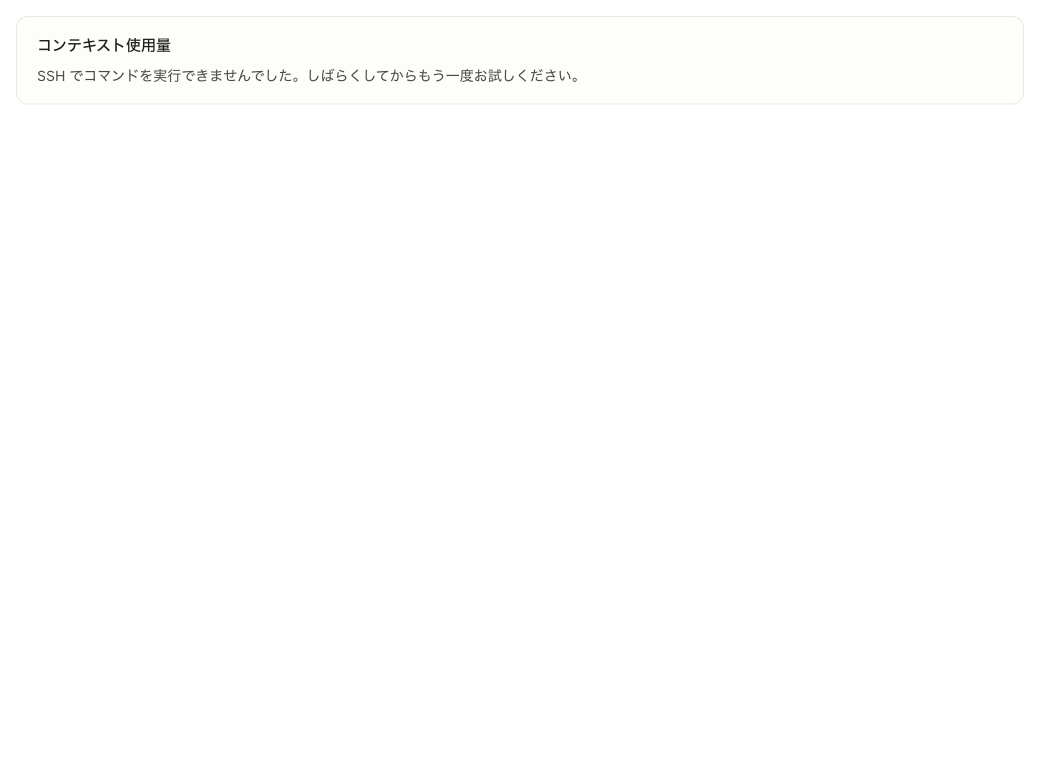 コンテキスト使用量
SSH でコマンドを実行できませんでした。しばらくしてからもう一度お試しください。